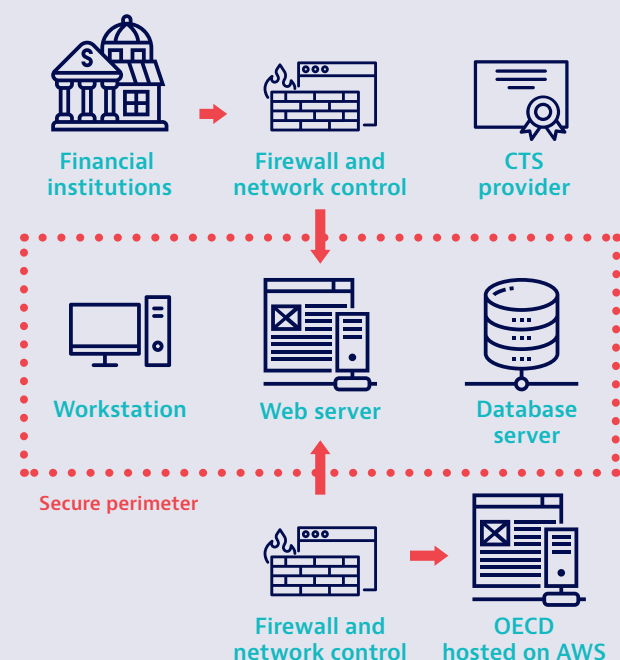 $
Financial
institutions
Firewall and
network control
CTS
provider
Workstation
Web server
Database
server
Secure perimeter
Firewall and
network control
OECD
hosted on AWS